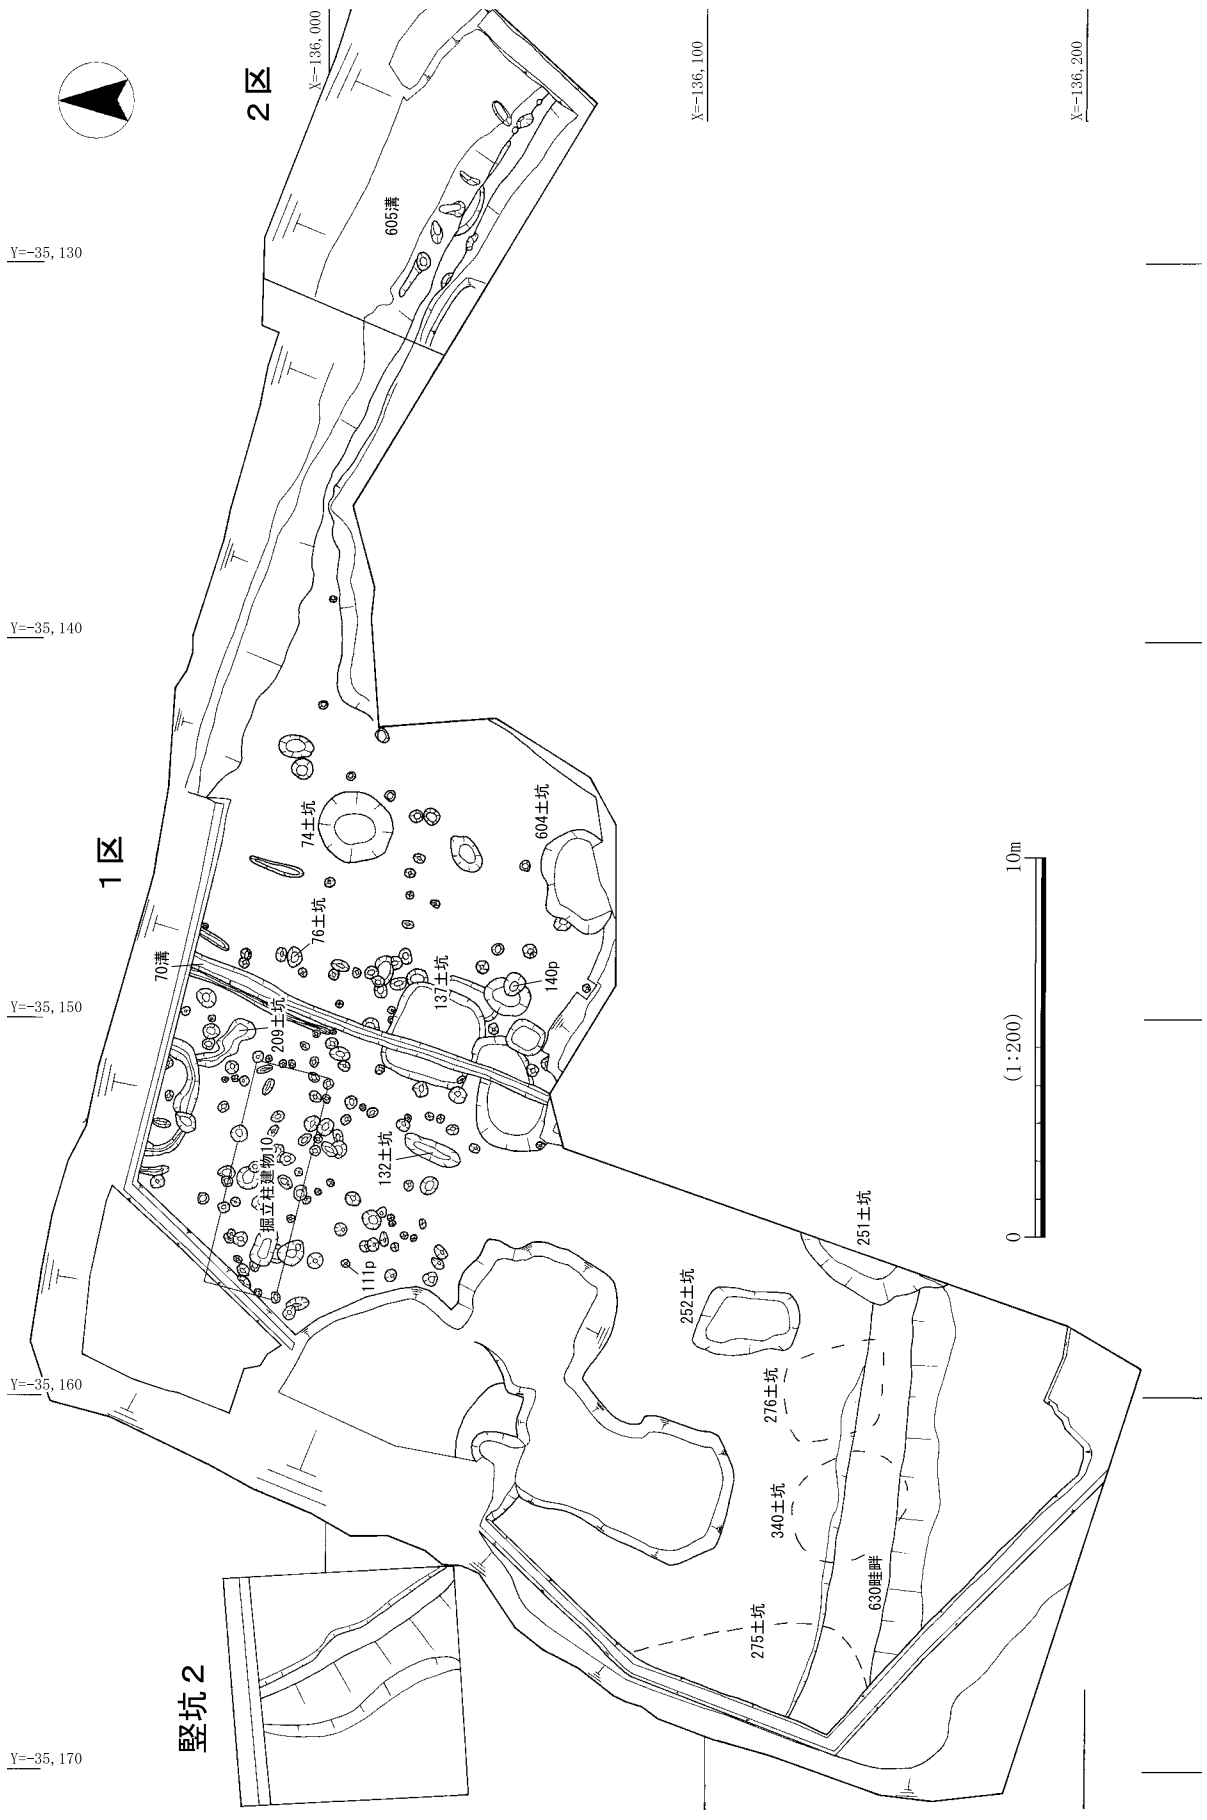 X=-136,000
X=-136,100
X=-136,200
2区
Y=-35,130
605溝
Y=-35,140
1区
74土坑
604土坑
76土坑
70溝
Y=-35,150
209土坑
137土坑
140p
132土坑
掘立柱建物10
111p
10m
(1:200)
0
251土坑
252土坑
276土坑
Y=-35,160
340土坑
630畦畔
275土坑
竪坑2
Y=-35,170